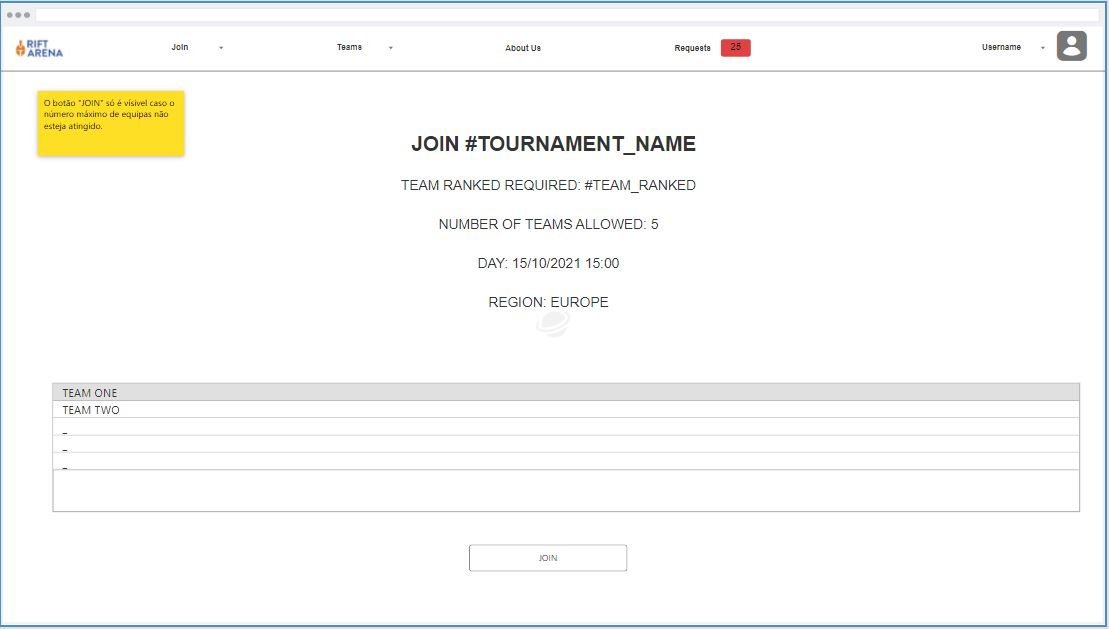 RIFT
ARENA
Join
Teams
About Us
Requests
25
Username
O botão "JOIN" só é visivel caso o
número máximo de equipas não
esteja atingido.
JOIN #TOURNAMENT_NAME
TEAM RANKED REQUIRED: #TEAM_RANKED
NUMBER OF TEAMS ALLOWED: 5
DAY: 15/10/2021 15:00
REGION: EUROPE
TEAM ONE
TEAM TWO
_
_
_
JOIN